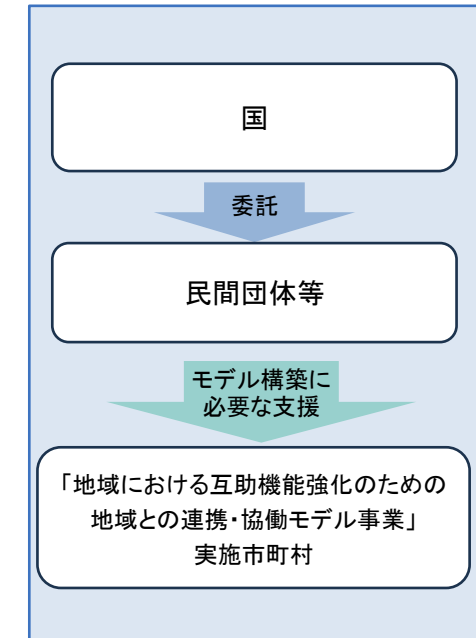 国
委託
民間団体等
モデル構築に
必要な支援
「地域における互助機能強化のための
地域との連携・協働モデル事業」
実施市町村